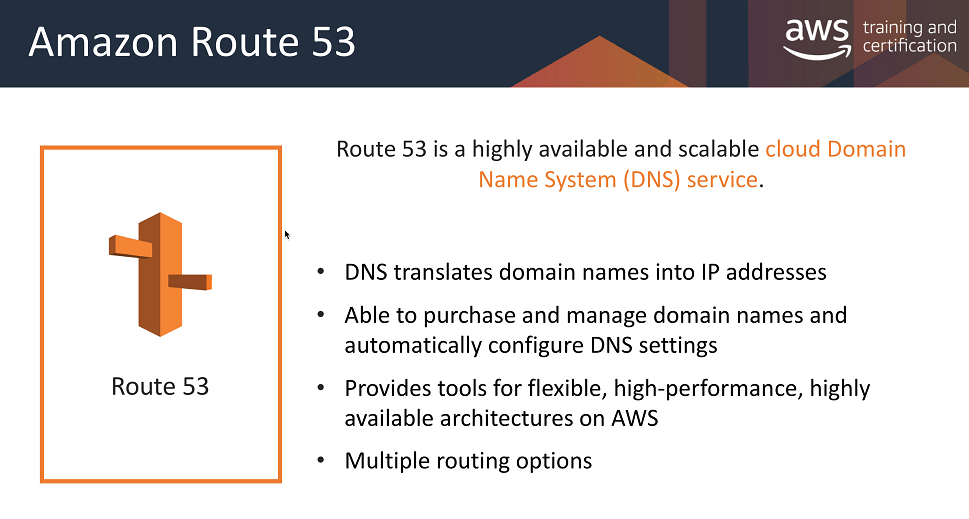 Amazon Route 53
aws training and
certification
Route 53 is a highly available and scalable cloud Domain
Name System (DNS) service.
Route 53
• DNS translates domain names into IP addresses
• Able to purchase and manage domain names and
automatically configure DNS settings
• Provides tools for flexible, high-performance, highly
available architectures on AWS
• Multiple routing options